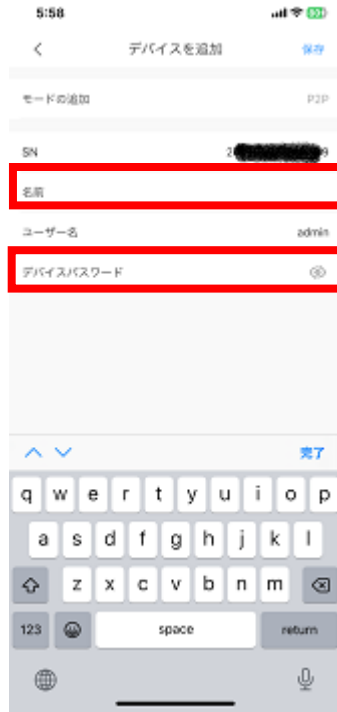 5:58
デバイスを追加 保存
モードの追加 P2P
SN 2 9
名前
ユーザー名 admin
デバイスパスワード
完了
q w e r t y u i o p
a s d f g h j k l
z x c v b n m
123 space return